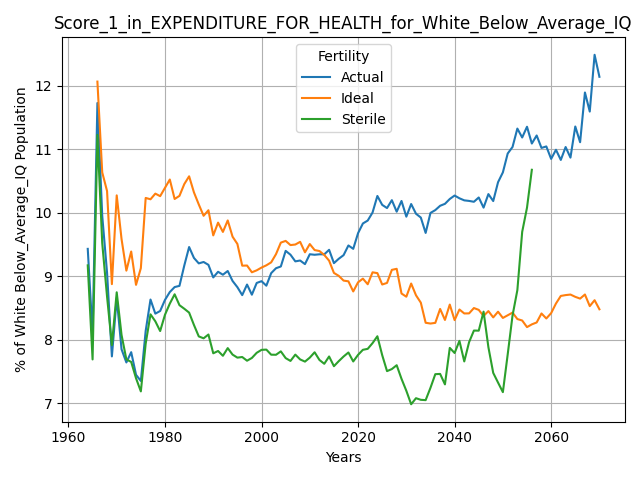 Score_1_in_EXPENDITURE_FOR_HEALTH_for_White_Below_Average_IQ
Fertility
Actual
Ideal
Sterile
% of White Below_Average_IQ Population
12
11
10
9
8
7
1960
1980
2000
2020
2040
2060
Years